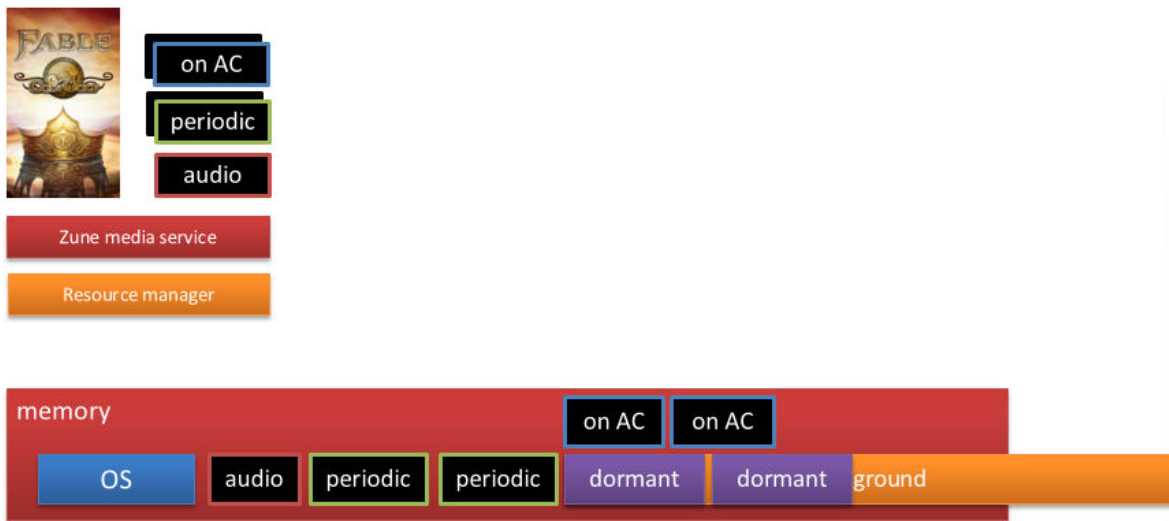 FABLE
on AC
periodic
audio
Zune media service
Resource manager
memory
on AC on AC
OS audio periodic periodic dormant dormant ground